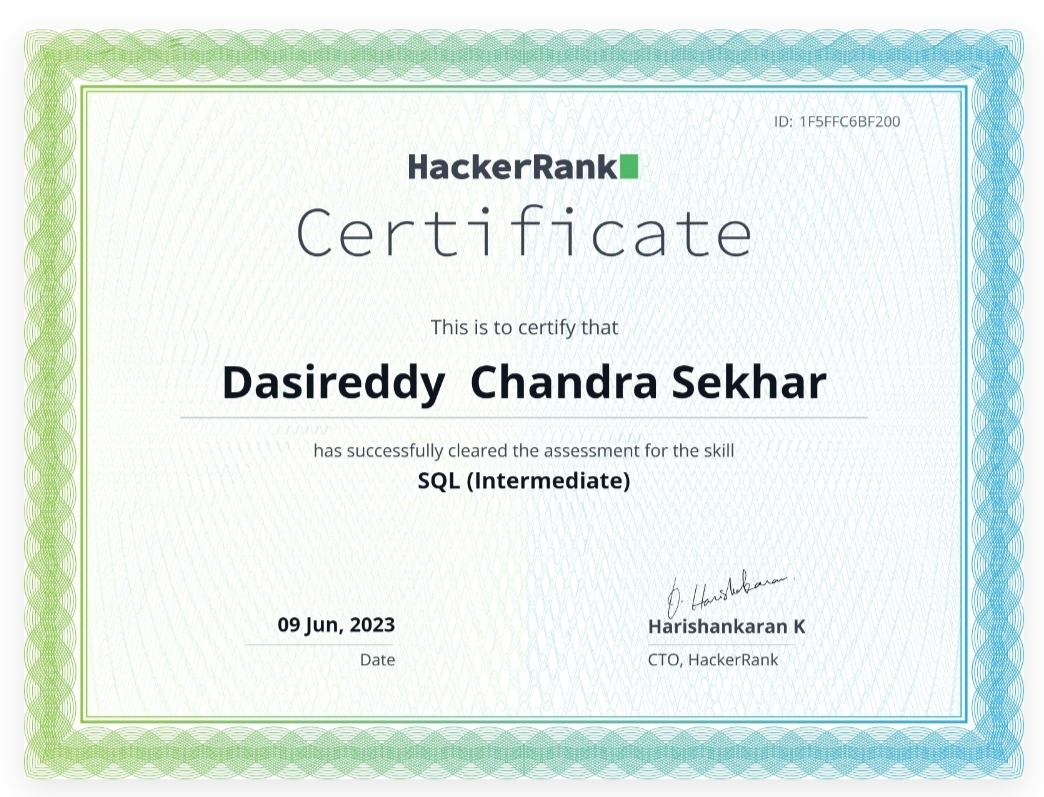 ID: 1F5FFC6BF200
HackerRank
Certificate
This is to certify that
Dasireddy Chandra Sekhar
has successfully cleared the assessment for the skill
SQL (Intermediate)
09 Jun, 2023
Date
D. Harishankaran
Harishankaran K
CTO, HackerRank